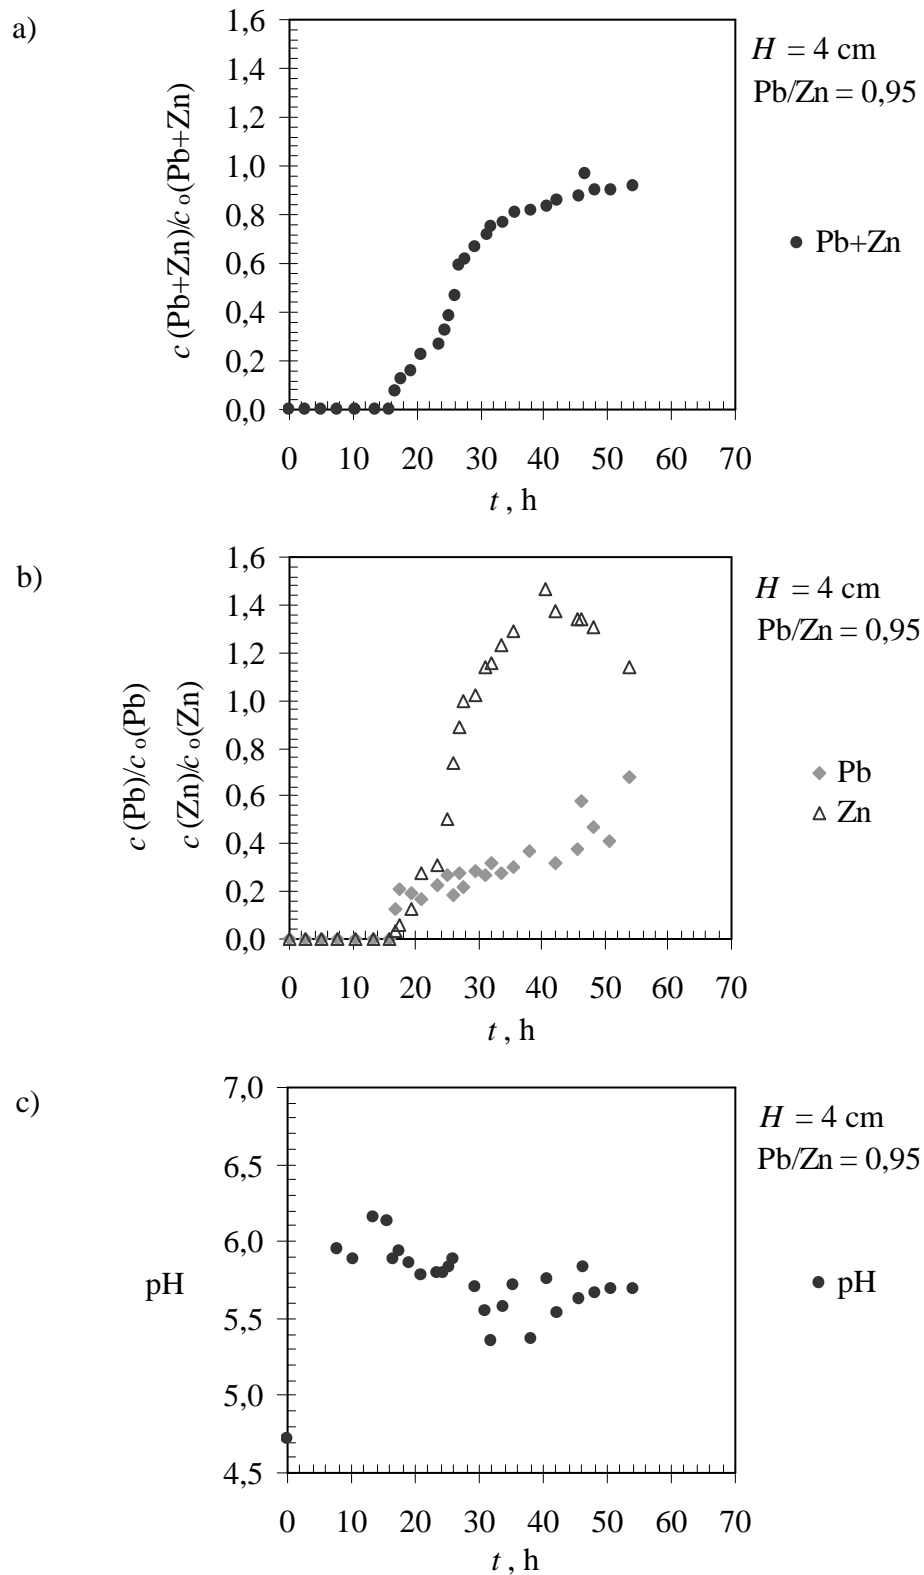 a)
1,6
1,4
1,2
1,0
0,8
0,6
0,4
0,2
0,0
c (Pb+Zn)/c o(Pb+Zn)
0 10 20 30 40 50 60 70
t , h
H = 4 cm
Pb/Zn = 0,95
Pb+Zn
b)
1,6
1,4
1,2
1,0
0,8
0,6
0,4
0,2
0,0
c (Pb)/c o(Pb)
c (Zn)/c o(Zn)
0 10 20 30 40 50 60 70
t , h
H = 4 cm
Pb/Zn = 0,95
Pb
Zn
c)
7,0
6,5
6,0
5,5
5,0
4,5
pH
0 10 20 30 40 50 60 70
t , h
H = 4 cm
Pb/Zn = 0,95
pH